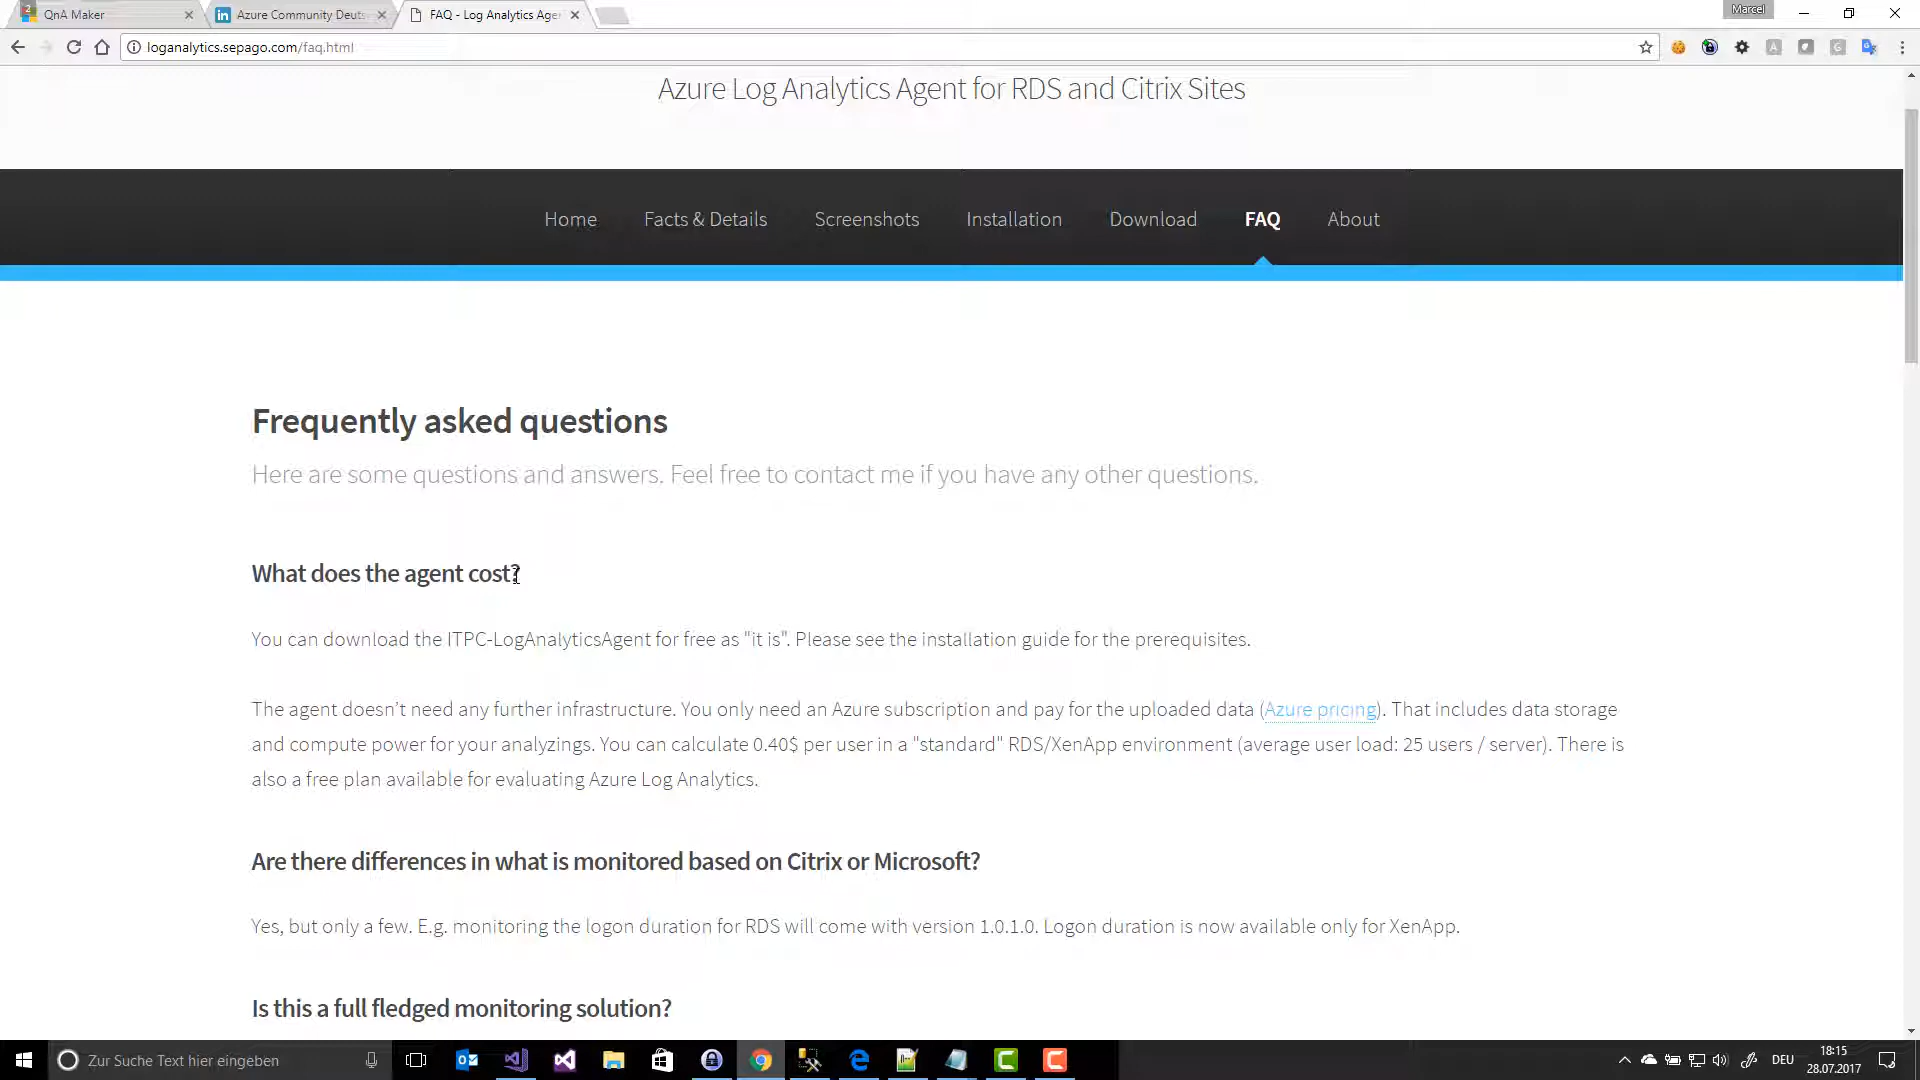 QnA Maker
Azure Community Deuts
FAQ - Log Analytics Age
Marcel
loganalytics.sepago.com/faq.html
Azure Log Analytics Agent for RDS and Citrix Sites
Home Facts & Details Screenshots Installation Download FAQ About
Frequently asked questions
Here are some questions and answers. Feel free to contact me if you have any other questions.
What does the agent cost?
You can download the ITPC-LogAnalyticsAgent for free as "it is". Please see the installation guide for the prerequisites.
The agent doesn’t need any further infrastructure. You only need an Azure subscription and pay for the uploaded data (Azure pricing). That includes data storage
and compute power for your analyzings. You can calculate 0.40$ per user in a "standard" RDS/XenApp environment (average user load: 25 users / server). There is
also a free plan available for evaluating Azure Log Analytics.
Are there differences in what is monitored based on Citrix or Microsoft?
Yes, but only a few. E.g. monitoring the logon duration for RDS will come with version 1.0.1.0. Logon duration is now available only for XenApp.
Is this a full fledged monitoring solution?
Zur Suche Text hier eingeben
DEU
18:15
28.07.2017